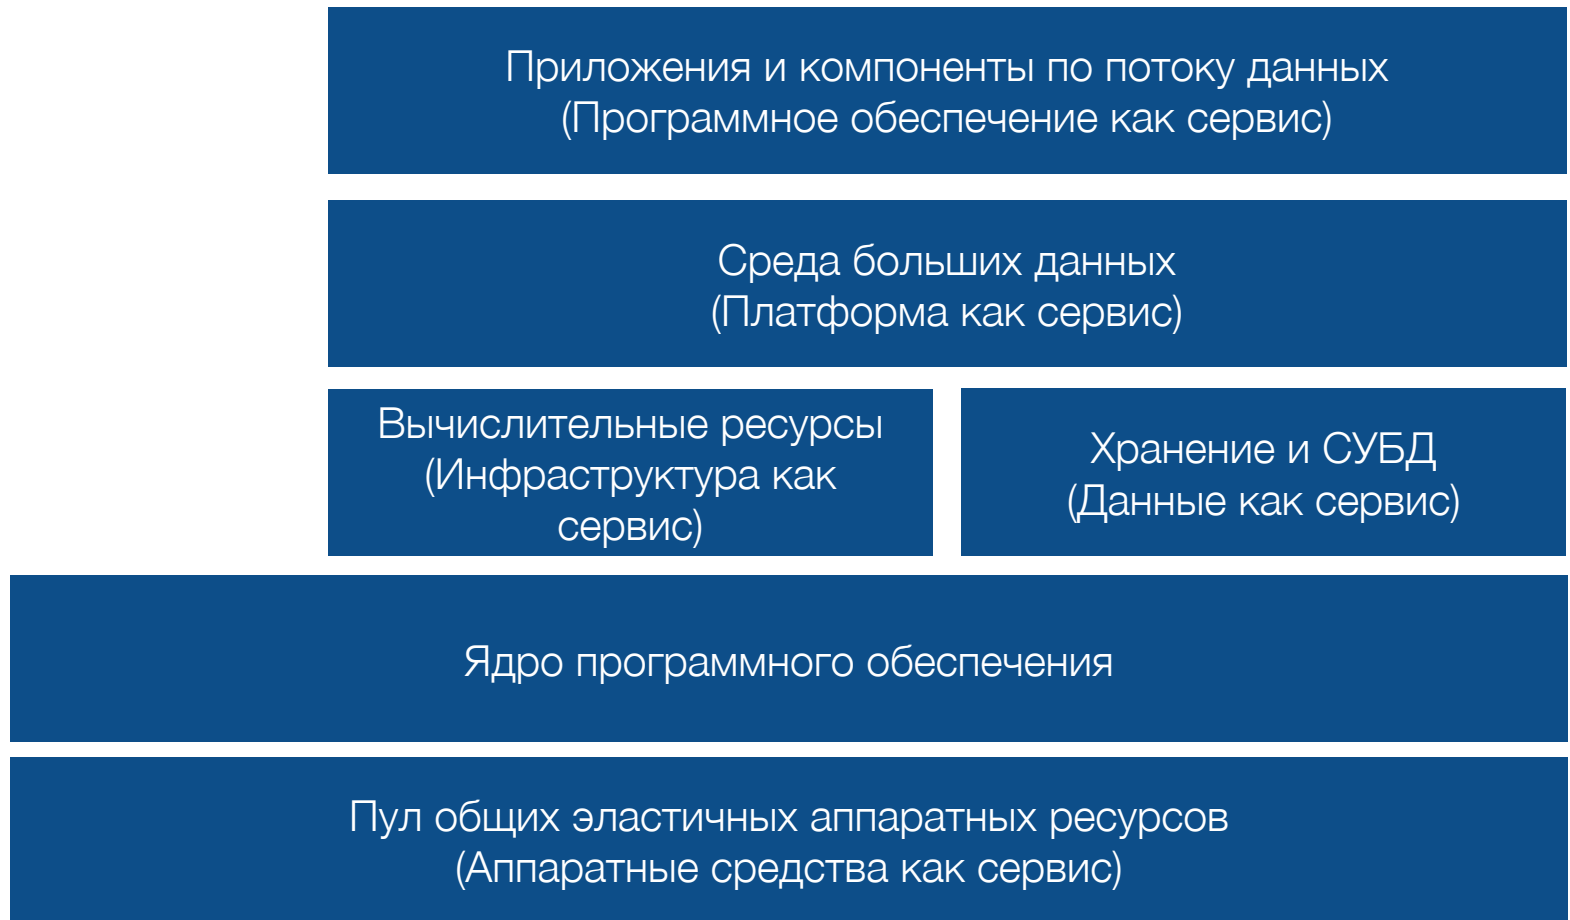 Приложения и компоненты по потоку данных
(Программное обеспечение как сервис)
Среда больших данных
(Платформа как сервис)
Вычислительные ресурсы
(Инфраструктура как
сервис)
Хранение и СУБД
(Данные как сервис)
Ядро программного обеспечения
Пул общих эластичных аппаратных ресурсов
(Аппаратные средства как сервис)